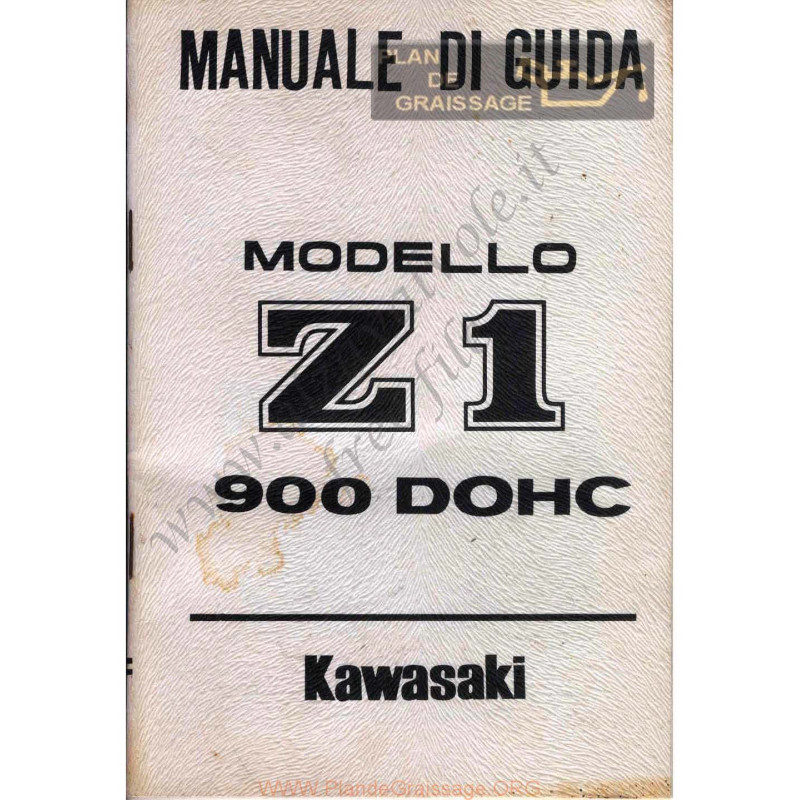 MANUALE DI GUIDA
PLAN
DE
GRAISSAGE
MODELLO
Z1
900 DOHC
Kawasaki
WWW.PlandeGraissage.ORG